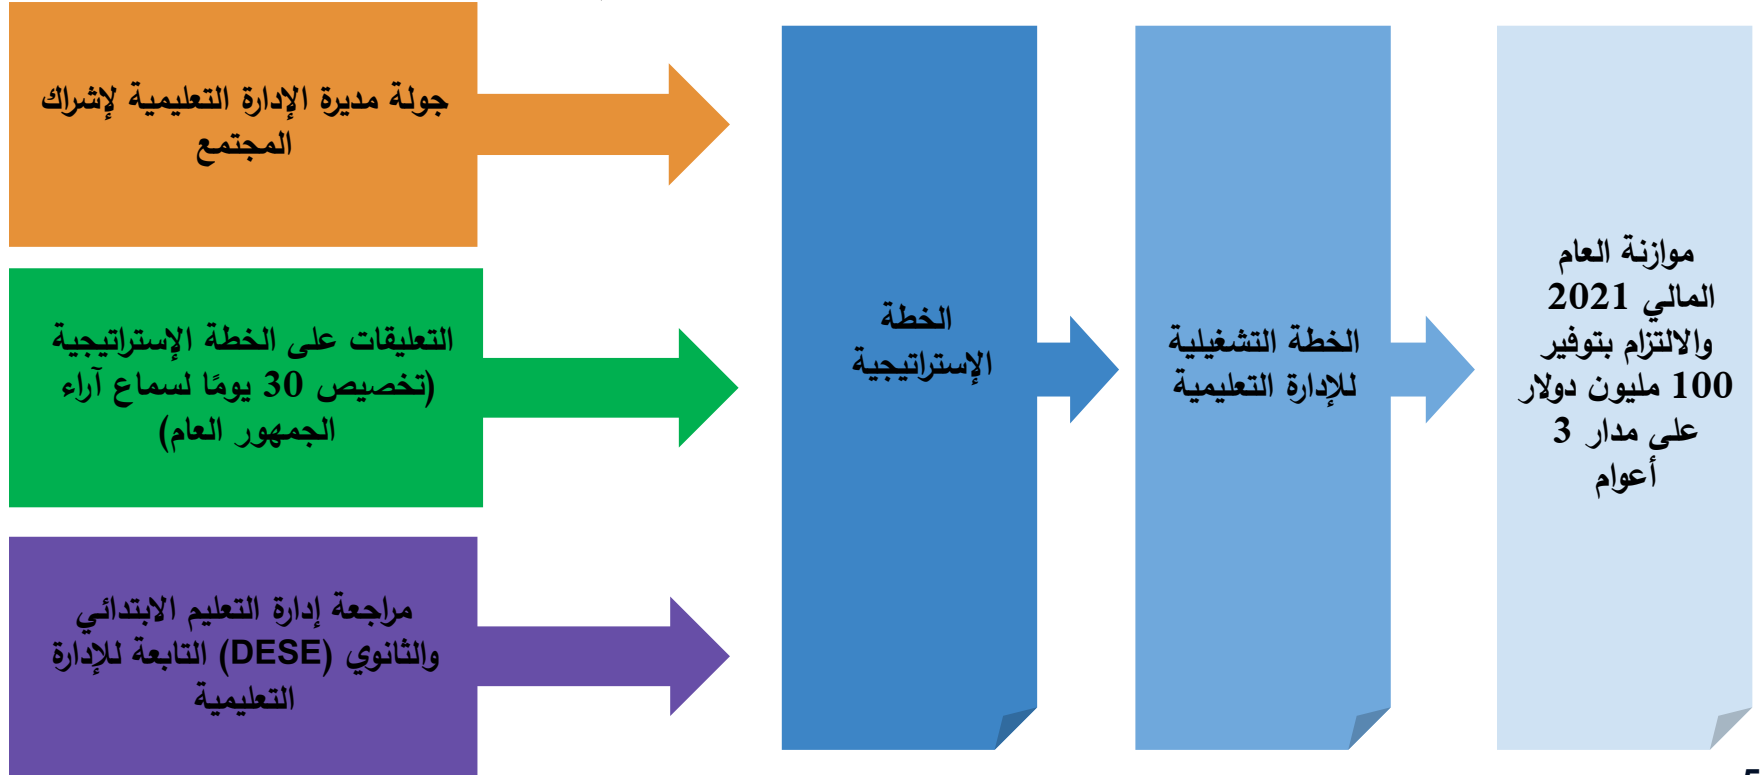 جولة مديرة الإدارة التعليمية لإشراك
المجتمع
التعليقات على الخطة الإستراتيجية
(تخصيص 30 يومًا لسماع آراء
الجمهور العام)
مراجعة إدارة التعليم الابتدائي
والثانوي (DESE) التابعة للإدارة
التعليمية
الخطة
الإستراتيجية
الخطة التشغيلية
للإدارة التعليمية
موازنة العام
المالي 2021
والالتزام بتوفير
100 مليون دولار
على مدار 3
أعوام